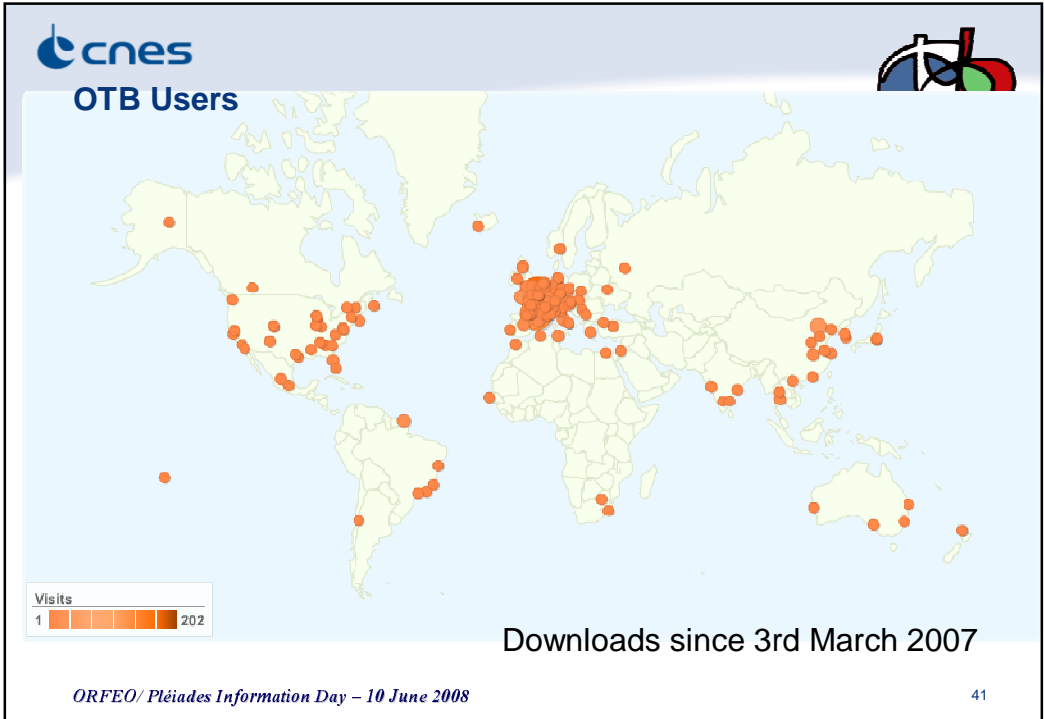 cnes
OTB Users
Visits
1 202
Downloads since 3rd March 2007
ORFEO/ Pléiades Information Day – 10 June 2008
41